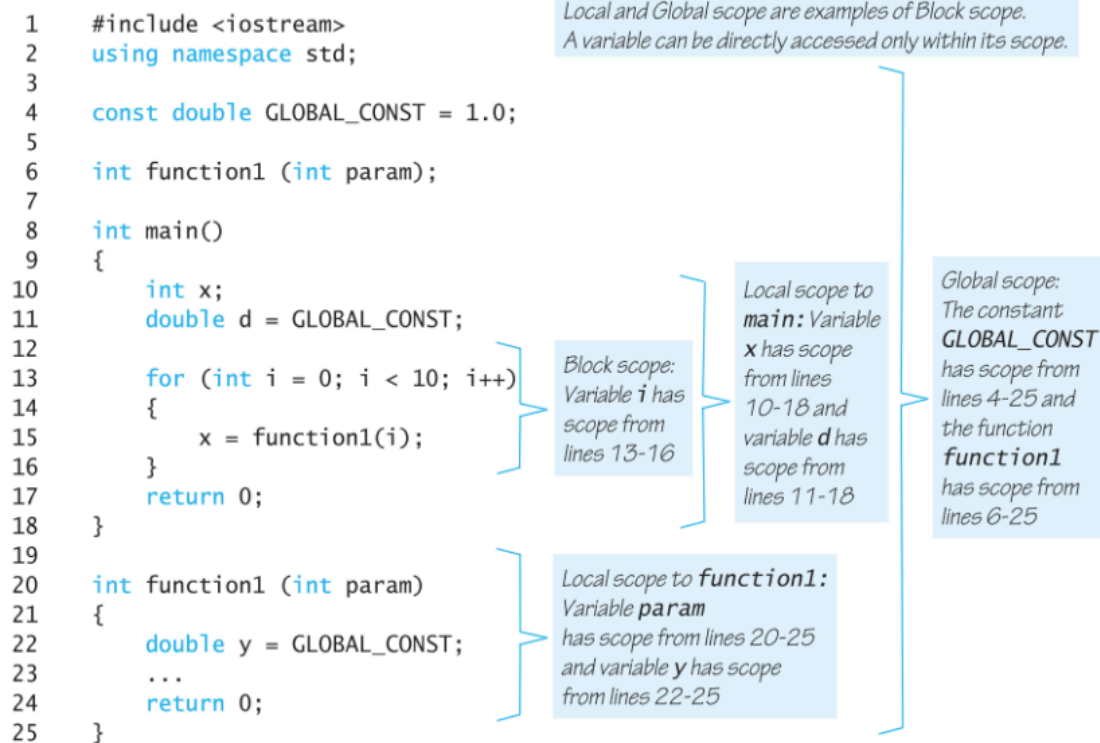 Local and Global scope are examples of Block scope.
A variable can be directly accessed only within its scope.
1 #include <iostream>
2 using namespace std;
3
4 const double GLOBAL_CONST = 1.0;
5
6 int function1 (int param);
7
8 int main()
9 {
10 int x;
11 double d = GLOBAL_CONST;
12
13 for (int i = 0; i < 10; i++)
14 {
15 x = function1(i);
16 }
17 return 0;
18 }
19
20 int function1 (int param)
21 {
22 double y = GLOBAL_CONST;
23 ...
24 return 0;
25 }
Block scope:
Variable i has
scope from
lines 13-16
Local scope to
main: Variable
x has scope
from lines
10-18 and
variable d has
scope from
lines 11-18
Global scope:
The constant
GLOBAL_CONST
has scope from
lines 4-25 and
the function
function1
has scope from
lines 6-25
Local scope to function1:
Variable param
has scope from lines 20-25
and variable y has scope
from lines 22-25